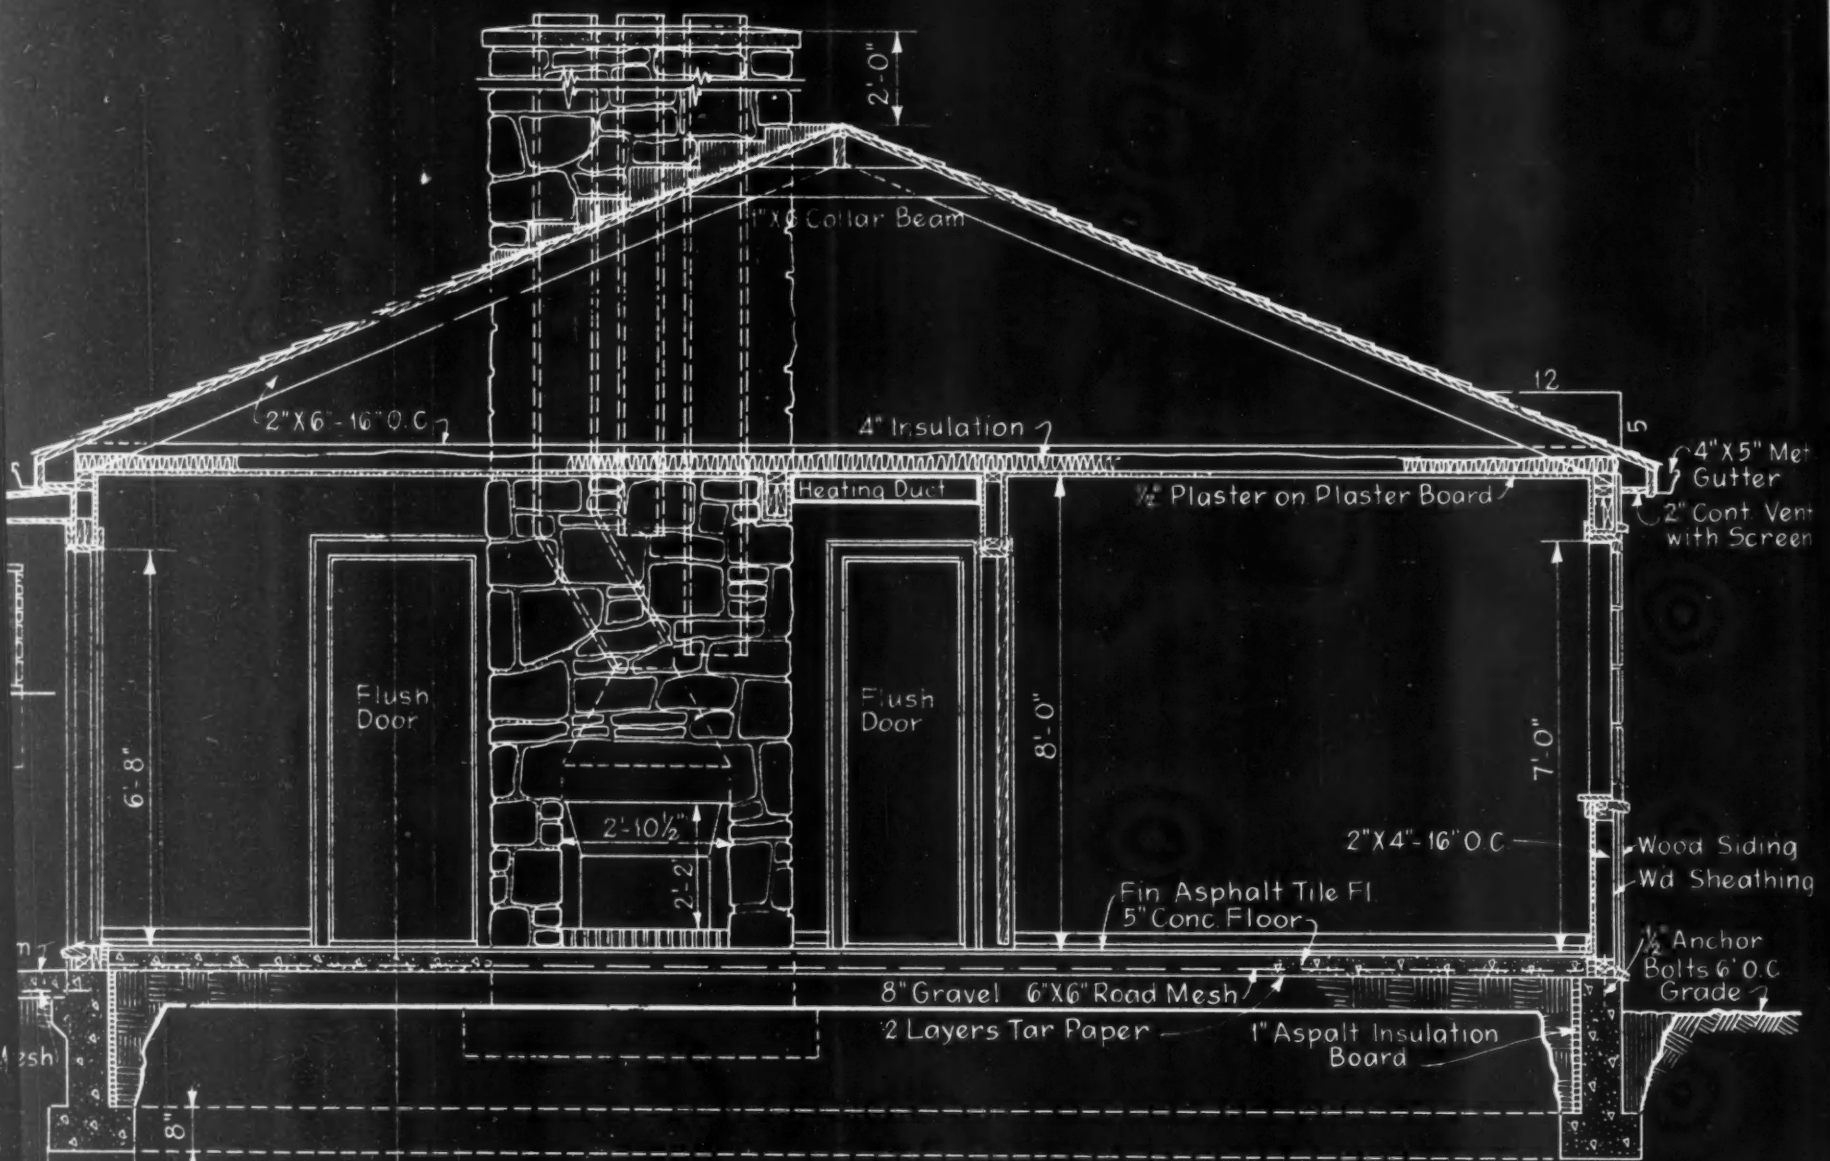 2'-0"
1"X6 Collar Beam
12
5
2"X6"-16" O.C.
4" Insulation
4"X5" Met.
Gutter
Heating Duct
½" Plaster on Plaster Board
2" Cont. Vent
with Screen
Flush
Door
Flush
Door
6'-8"
8'-0"
7'-0"
2'-10½"
2'-2"
2"X4"-16" O.C.
Wood Siding
Wd Sheathing
Fin Asphalt Tile Fl.
5" Conc. Floor
½" Anchor
Bolts 6' O.C.
Grade
8" Gravel 6"X6" Road Mesh
2 Layers Tar Paper
1" Aspalt Insulation
Board
8"